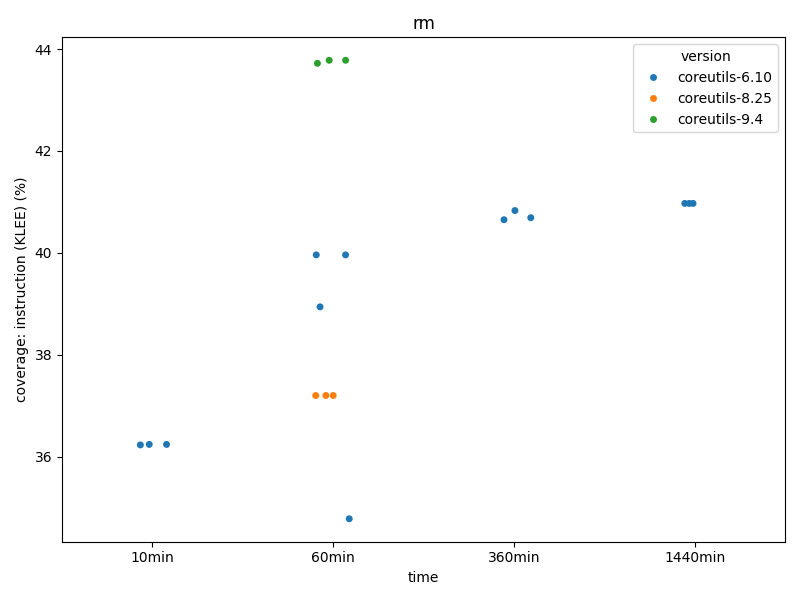 rm
version
coreutils-6.10
coreutils-8.25
coreutils-9.4
coverage: instruction (KLEE) (%)
44
42
40
38
36
10min
60min
360min
1440min
time